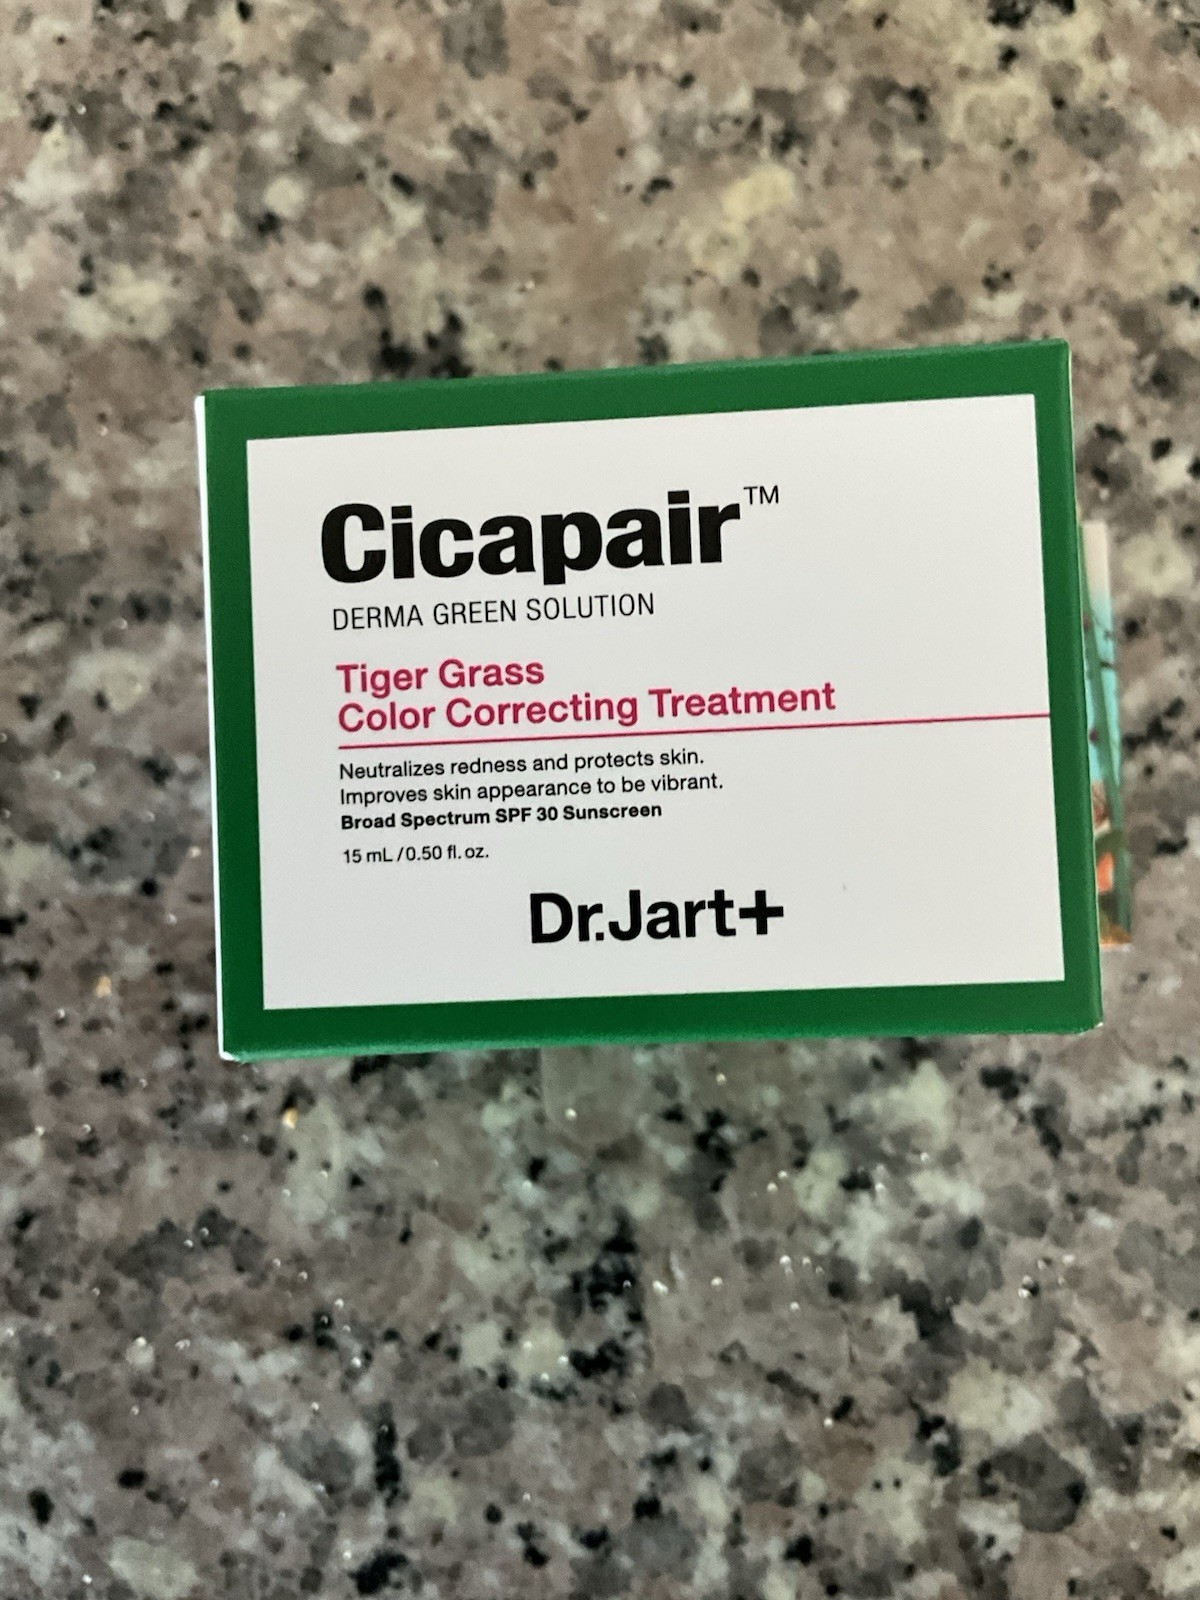 Cicapair™
DERMA GREEN SOLUTION
Tiger Grass
Color Correcting Treatment
Neutralizes redness and protects skin.
Improves skin appearance to be vibrant.
Broad Spectrum SPF 30 Sunscreen
15 mL / 0.50 fl. oz.
Dr.Jart+